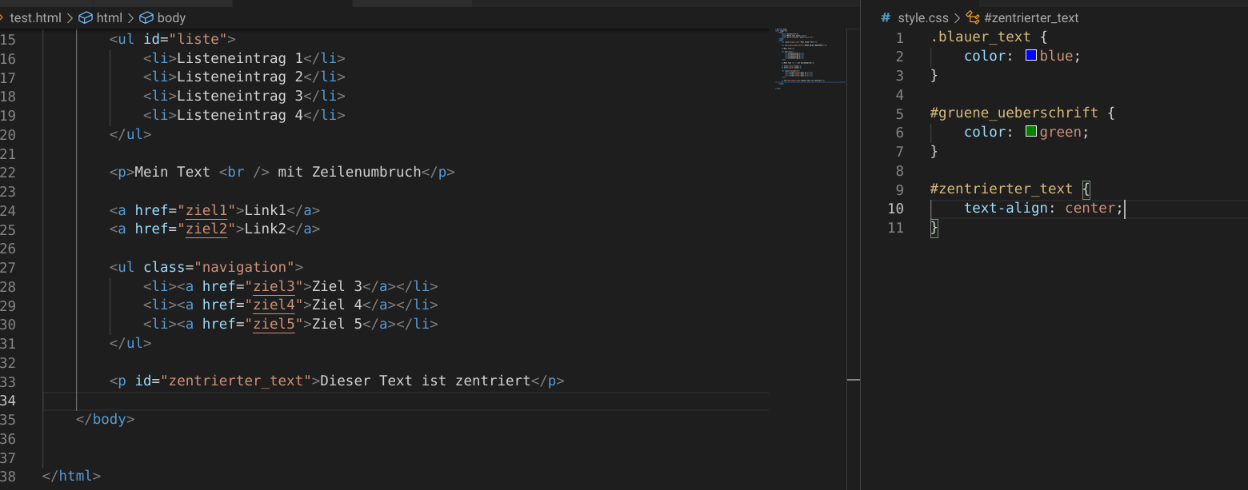 test.html > html > body
15 <ul id="liste">
16 <li>Listeneintrag 1</li>
17 <li>Listeneintrag 2</li>
18 <li>Listeneintrag 3</li>
19 <li>Listeneintrag 4</li>
20 </ul>
21
22 <p>Mein Text <br /> mit Zeilenumbruch</p>
23
24 <a href="ziel1">Link1</a>
25 <a href="ziel2">Link2</a>
26
27 <ul class="navigation">
28 <li><a href="ziel3">Ziel 3</a></li>
29 <li><a href="ziel4">Ziel 4</a></li>
30 <li><a href="ziel5">Ziel 5</a></li>
31 </ul>
32
33 <p id="zentrierter_text">Dieser Text ist zentriert</p>
34
35 </body>
36
37
38 </html>
# style.css > #zentrierter_text
1 .blauer_text {
2 color: blue;
3 }
4
5 #gruene_ueberschrift {
6 color: green;
7 }
8
9 #zentrierter_text {
10 text-align: center;
11 }